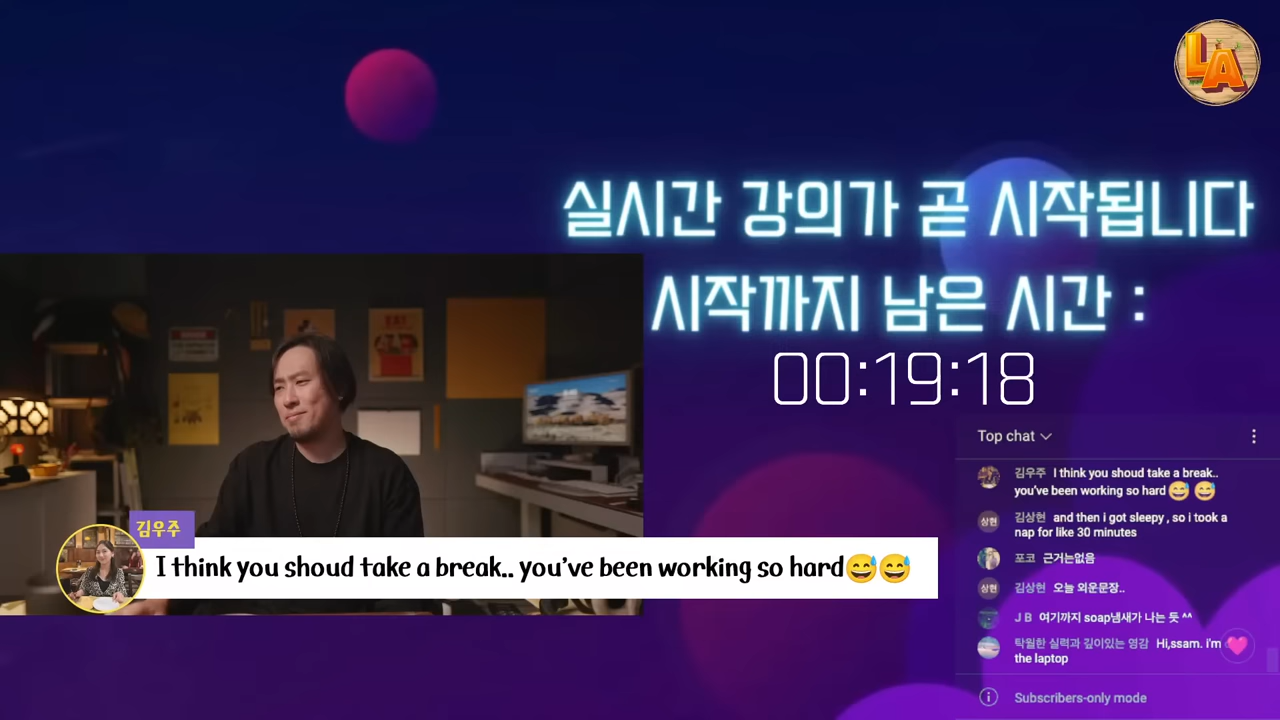 LA
실시간 강의가 곧 시작됩니다
시작까지 남은 시간 :
00:19:18
EAT
김우주
I think you shoud take a break.. you've been working so hard😅😅
Top chat
김우주 I think you shoud take a break..
you've been working so hard😅 😅
상현 김상현 and then i got sleepy , so i took a
nap for like 30 minutes
포코 근거는없음
상현 김상현 오늘 외운문장..
J B 여기까지 soap냄새가 나는 듯 ^^
탁월한 실력과 깊이있는 영감 Hi,ssam. i'm
the laptop
Subscribers-only mode